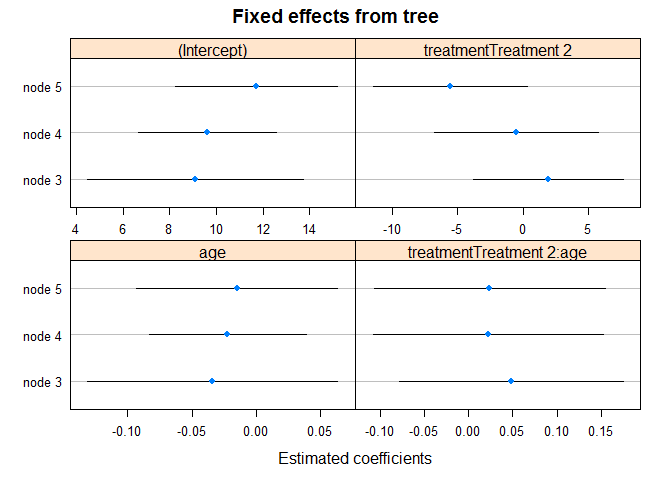 Fixed effects from tree
(Intercept) treatmentTreatment 2
node 5
node 4
node 3
4 6 8 10 12 14 -10 -5 0 5
age treatmentTreatment 2:age
node 5
node 4
node 3
-0.10 -0.05 0.00 0.05 -0.10 -0.05 0.00 0.05 0.10 0.15
Estimated coefficients